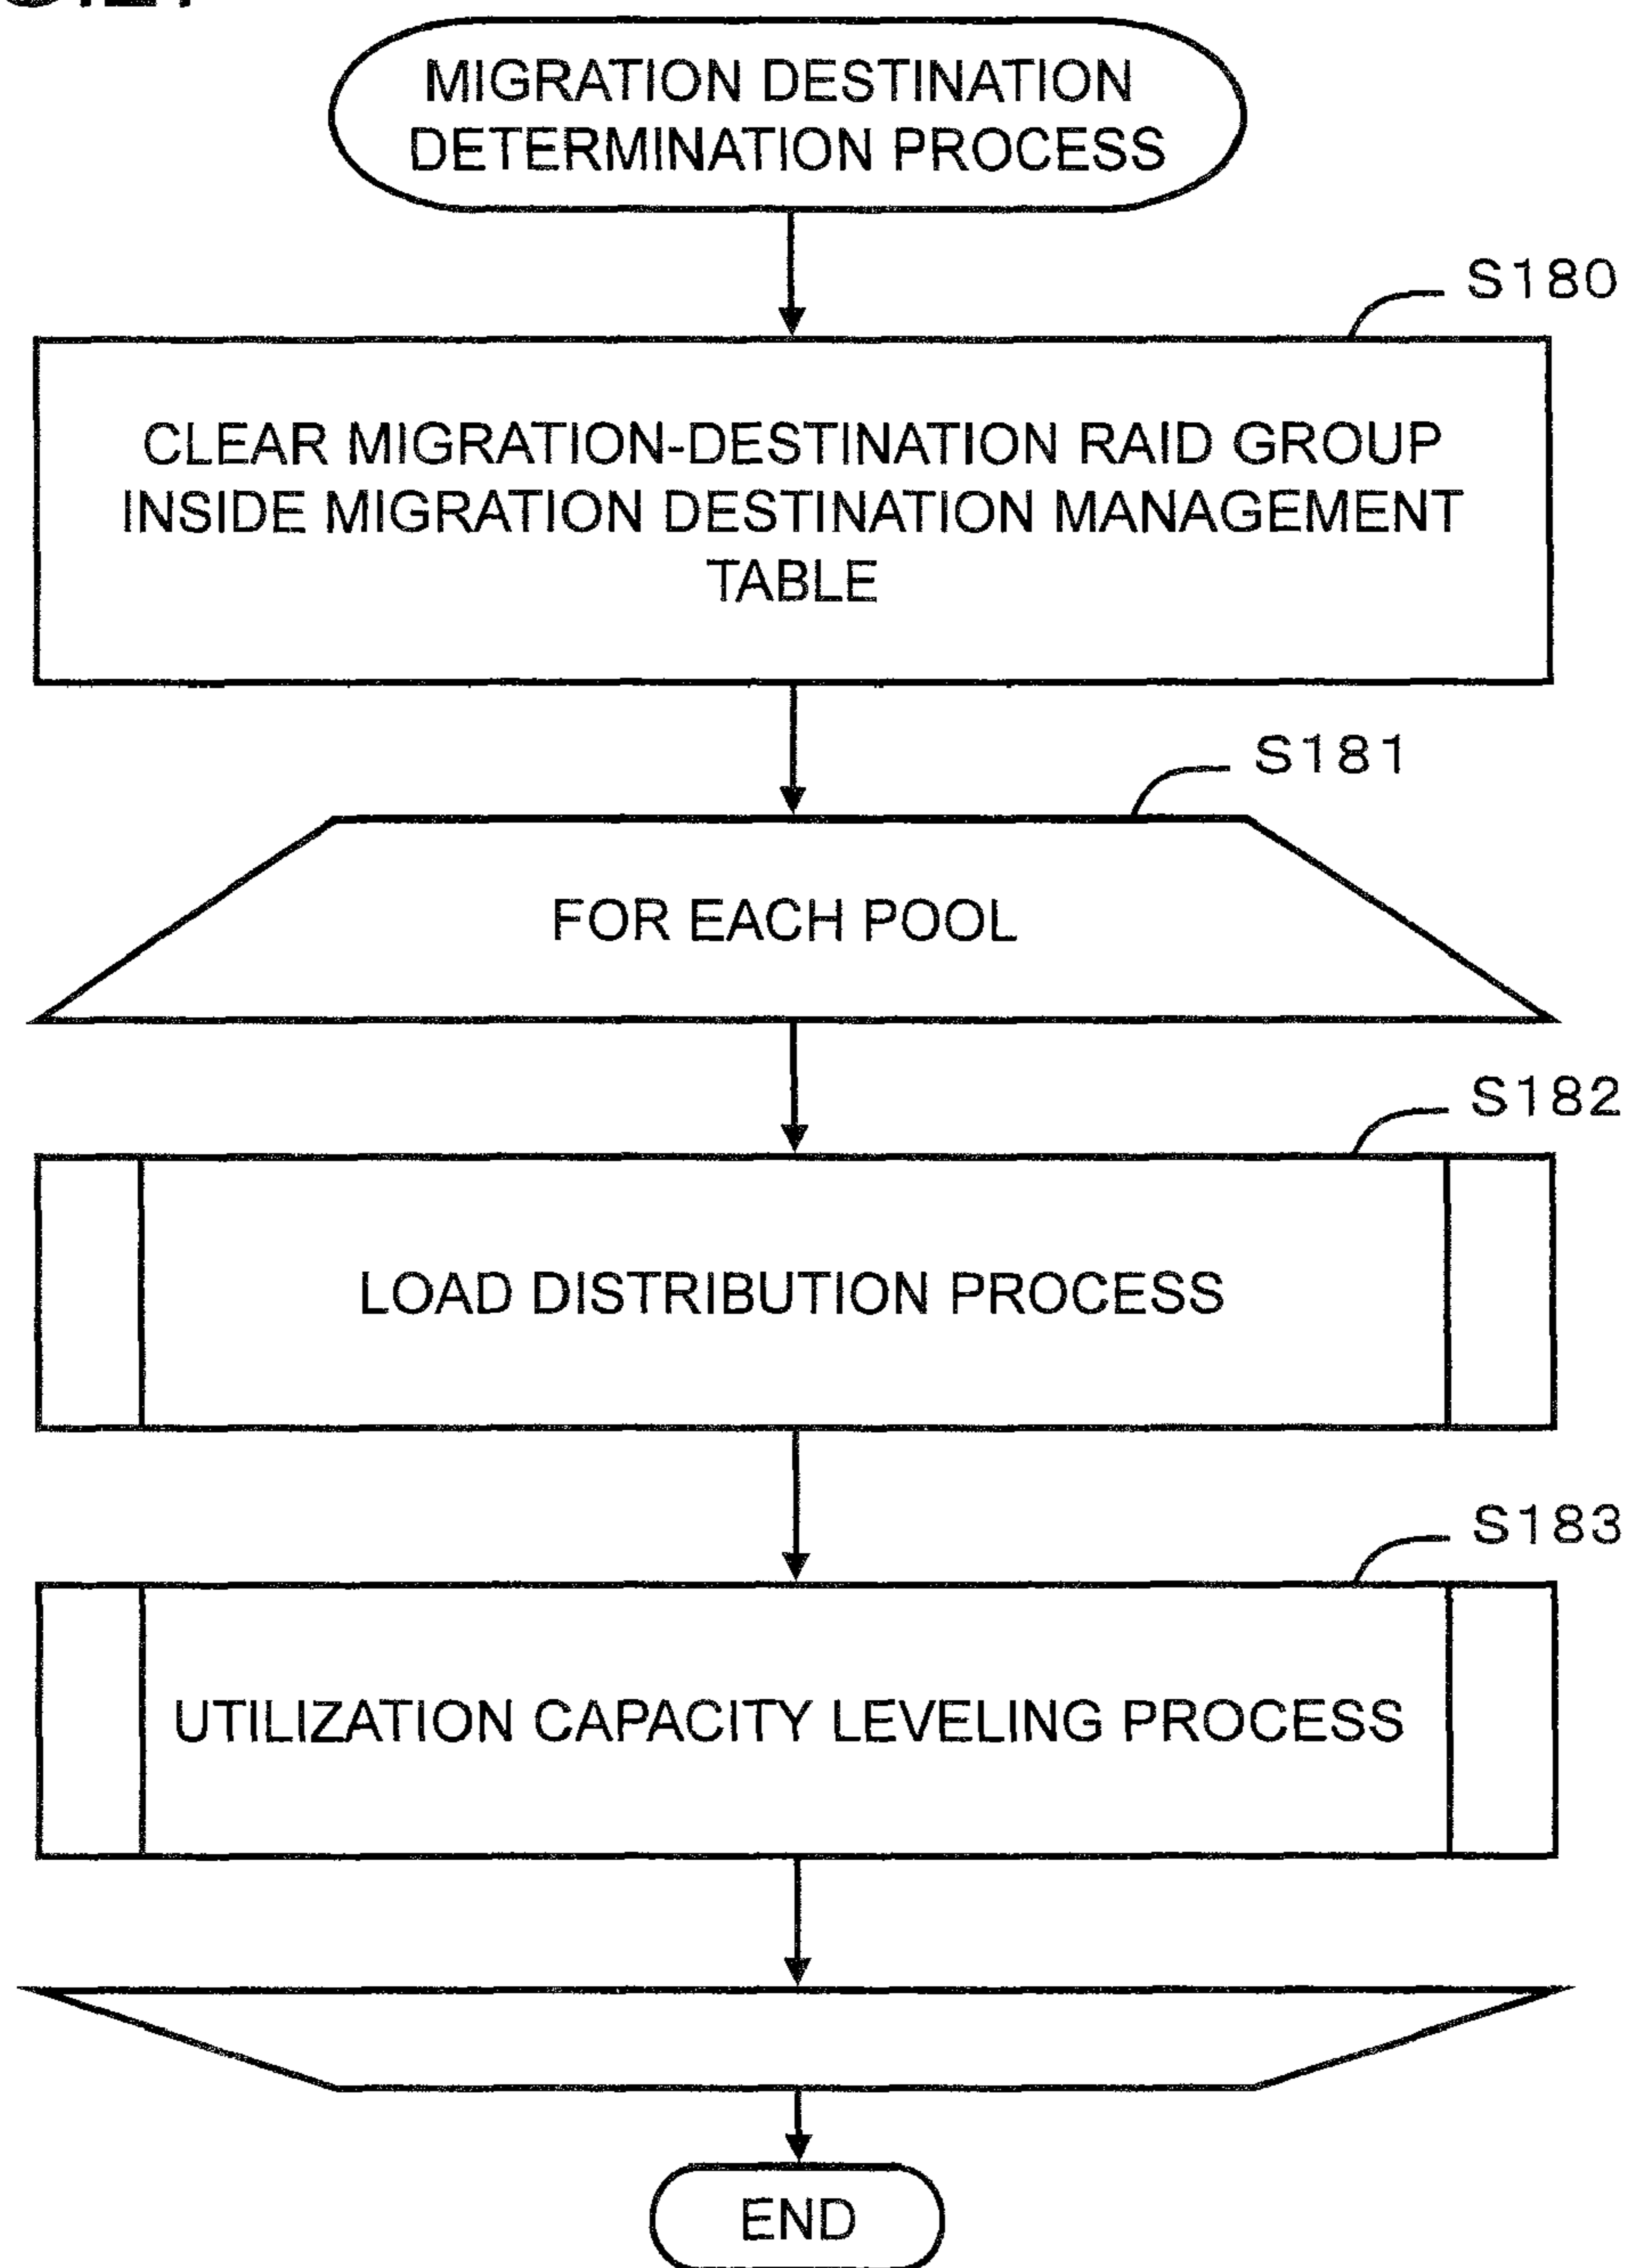 MIGRATION DESTINATION
DETERMINATION PROCESS
S180
CLEAR MIGRATION-DESTINATION RAID GROUP
INSIDE MIGRATION DESTINATION MANAGEMENT
TABLE
S181
FOR EACH POOL
S182
LOAD DISTRIBUTION PROCESS
S183
UTILIZATION CAPACITY LEVELING PROCESS
END